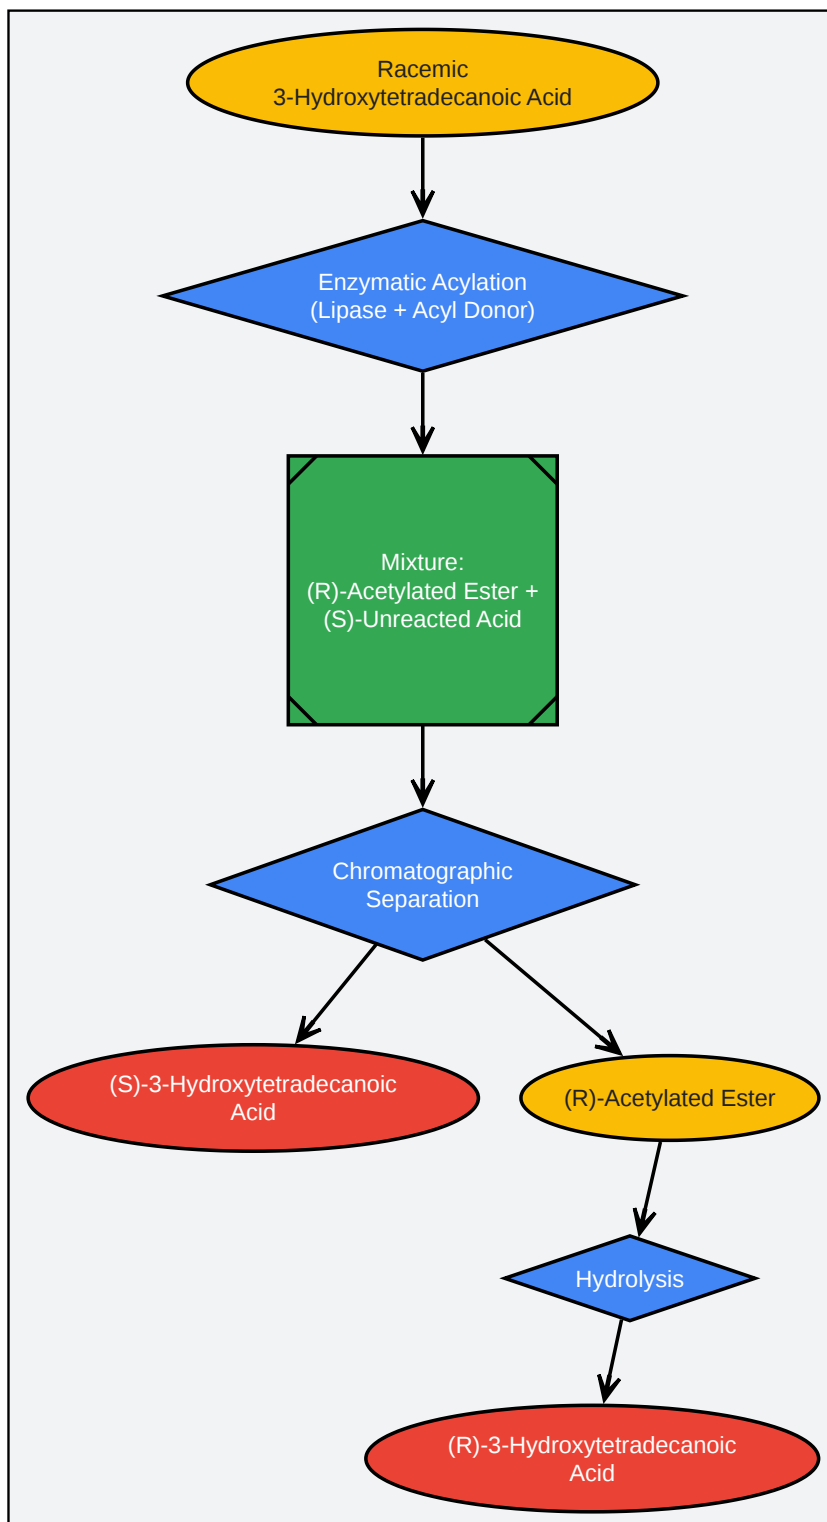 Racemic
3-Hydroxytetradecanoic Acid
Enzymatic Acylation
(Lipase + Acyl Donor)
Mixture:
(R)-Acetylated Ester +
(S)-Unreacted Acid
Chromatographic
Separation
(S)-3-Hydroxytetradecanoic
Acid
(R)-Acetylated Ester
Hydrolysis
(R)-3-Hydroxytetradecanoic
Acid